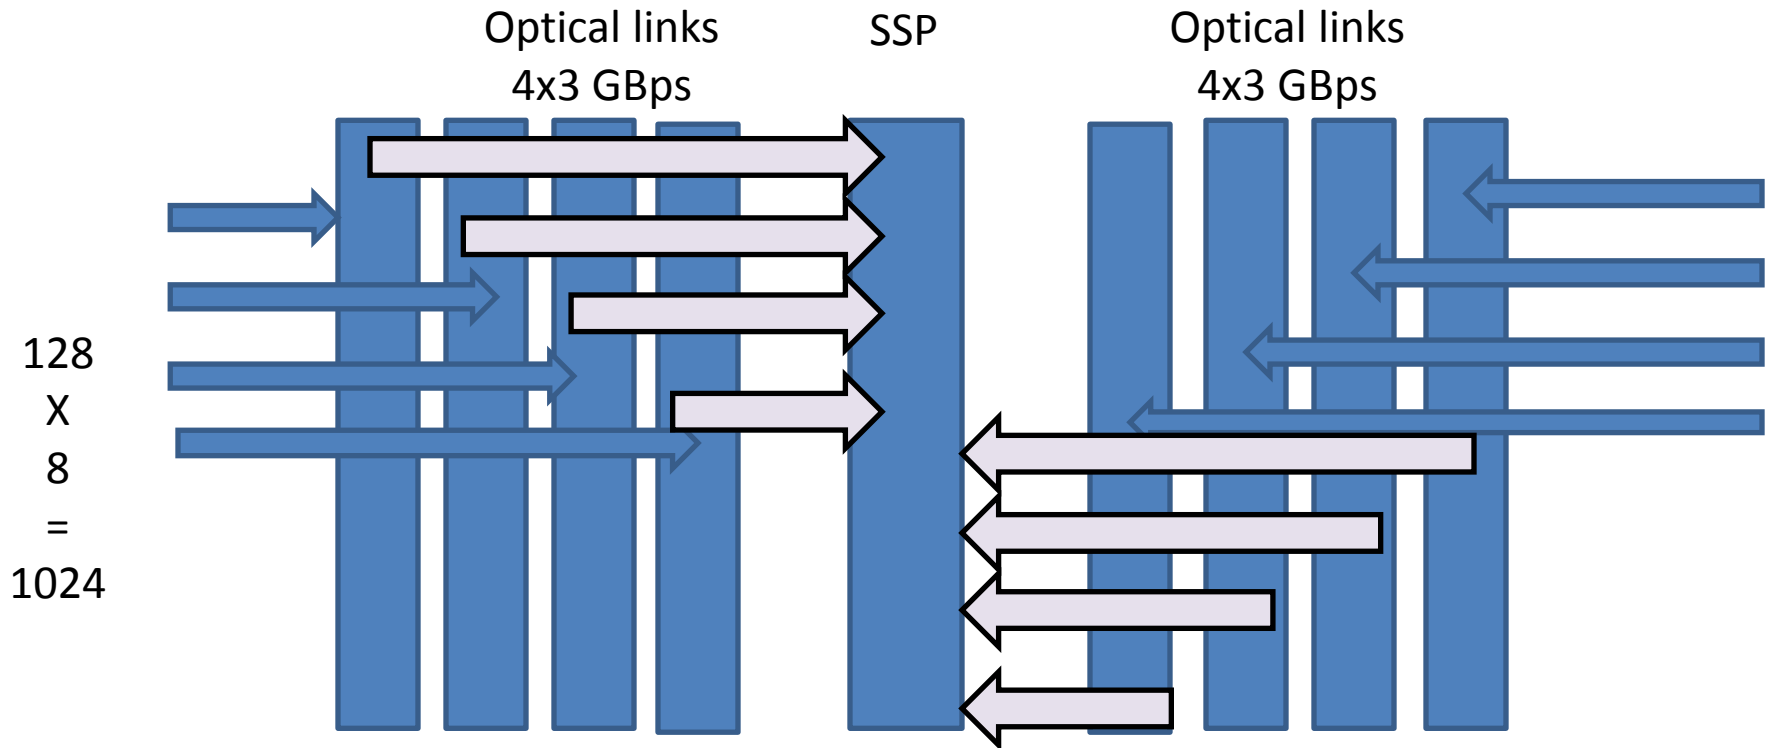 Optical links
4x3 GBps
SSP
Optical links
4x3 GBps
128
X
8
=
1024